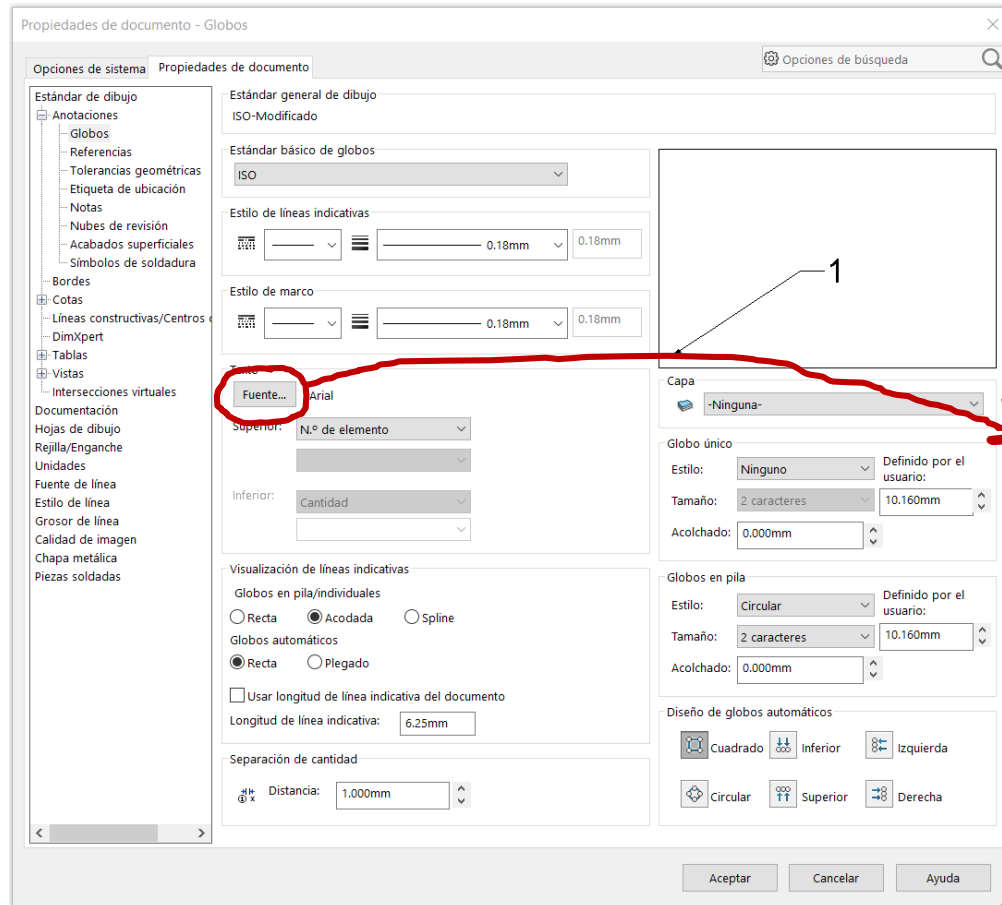 Propiedades de documento - Globos
Opciones de sistema
Propiedades de documento
Opciones de búsqueda
Estándar de dibujo
Anotaciones
Globos
Referencias
Tolerancias geométricas
Etiqueta de ubicación
Notas
Nubes de revisión
Acabados superficiales
Símbolos de soldadura
Bordes
Cotas
Líneas constructivas/Centros
DimXpert
Tablas
Vistas
Intersecciones virtuales
Documentación
Hojas de dibujo
Rejilla/Enganche
Unidades
Fuente de línea
Estilo de línea
Grosor de línea
Calidad de imagen
Chapa metálica
Piezas soldadas
Estándar general de dibujo
ISO-Modificado
Estándar básico de globos
ISO
Estilo de líneas indicativas
0.18mm
0.18mm
Estilo de marco
0.18mm
0.18mm
Texto
Fuente...
Arial
Superior:
N.º de elemento
Inferior:
Cantidad
Visualización de líneas indicativas
Globos en pila/individuales
Recta
Acodada
Spline
Globos automáticos
Recta
Plegado
Usar longitud de línea indicativa del documento
Longitud de línea indicativa:
6.25mm
Separación de cantidad
Distancia:
1.000mm
1
Capa
-Ninguna-
Globo único
Estilo:
Ninguno
Definido por el
usuario:
Tamaño:
2 caracteres
10.160mm
Acolchado:
0.000mm
Globos en pila
Estilo:
Circular
Definido por el
usuario:
Tamaño:
2 caracteres
10.160mm
Acolchado:
0.000mm
Diseño de globos automáticos
Cuadrado
Inferior
Izquierda
Circular
Superior
Derecha
Aceptar
Cancelar
Ayuda